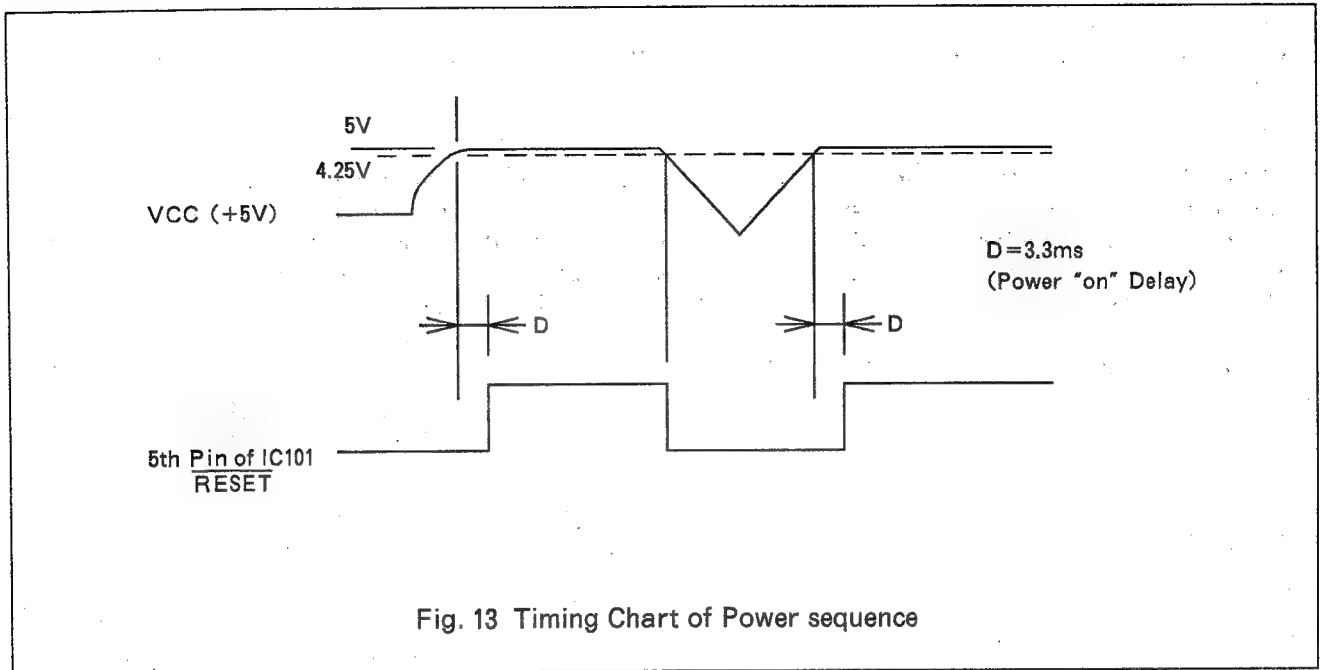 5V
4.25V
VCC (+5V)
D=3.3ms
(Power "on" Delay)
D
D
5th Pin of IC101
RESET
Fig. 13 Timing Chart of Power sequence